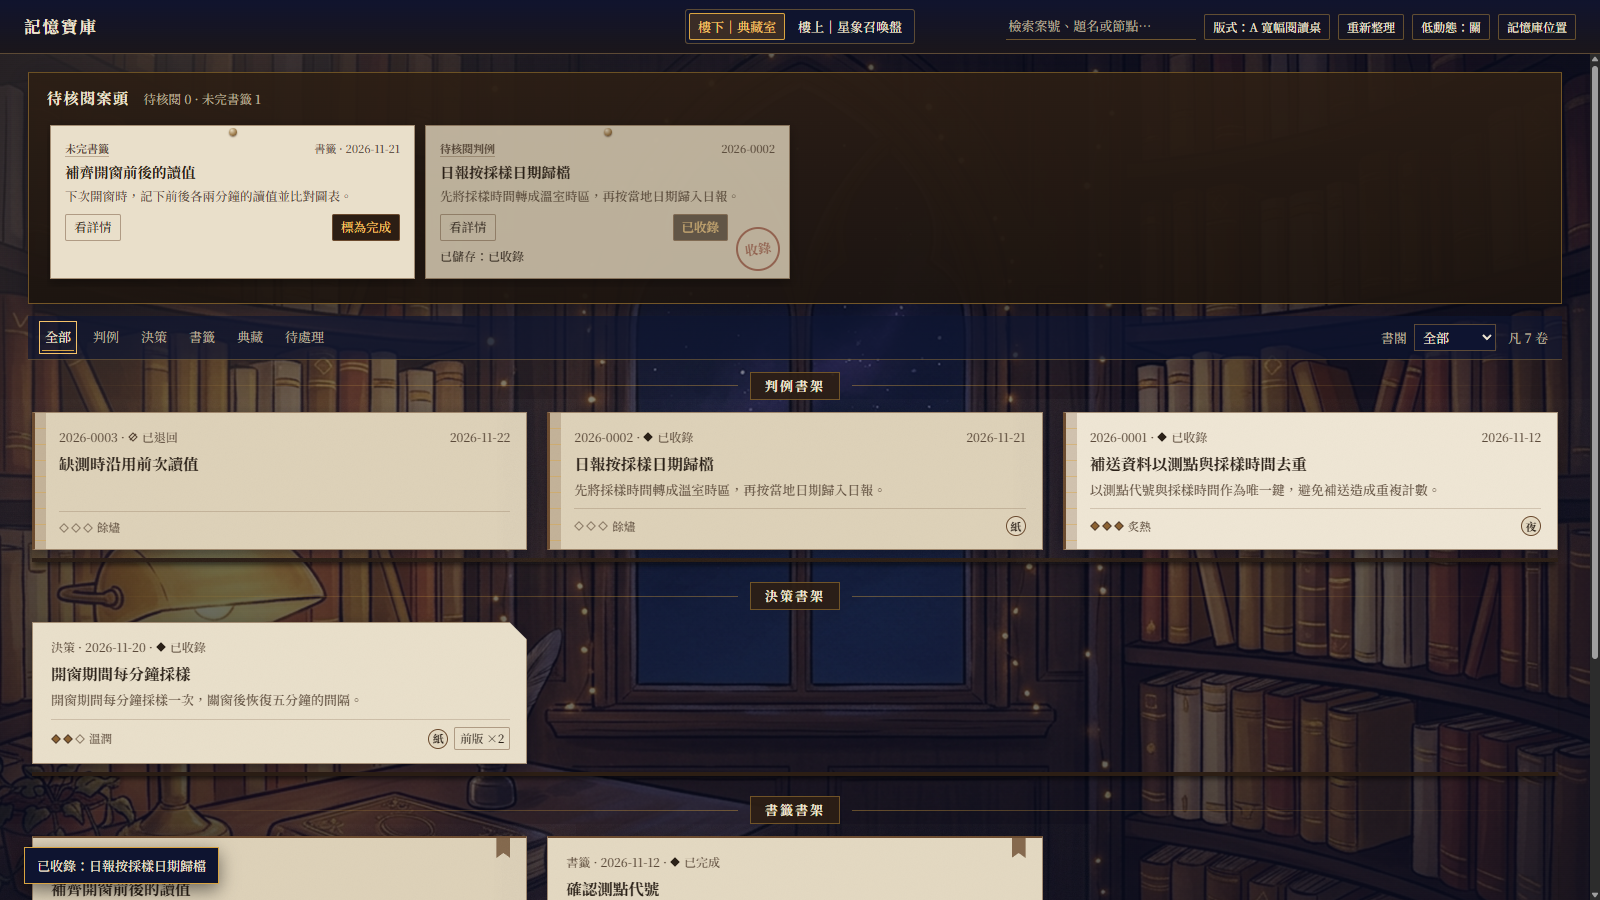 記憶寶庫
樓下｜典藏室
樓上｜星象召喚盤
檢索案號、題名或節點…
版式：A 寬幅閱讀桌
重新整理
低動態：關
記憶庫位置
待核閱案頭
待核閱 0 · 未完書籤 1
未完書籤
書籤 · 2026-11-21
補齊開窗前後的讀值
下次開窗時，記下前後各兩分鐘的讀值並比對圖表。
看詳情
標為完成
待核閱判例
2026-0002
日報按採樣日期歸檔
先將採樣時間轉成溫室時區，再按當地日期歸入日報。
看詳情
已收錄
收錄
已儲存：已收錄
全部
判例
決策
書籤
典藏
待處理
書閣
全部
凡 7 卷
判例書架
2026-0003 · 已退回
2026-11-22
缺測時沿用前次讀值
◇◇◇ 餘燼
2026-0002 · ◆ 已收錄
2026-11-21
日報按採樣日期歸檔
先將採樣時間轉成溫室時區，再按當地日期歸入日報。
◇◇◇ 餘燼
紙
2026-0001 · ◆ 已收錄
2026-11-12
補送資料以測點與採樣時間去重
以測點代號與採樣時間作為唯一鍵，避免補送造成重複計數。
◆◆◆ 炙熱
夜
決策書架
決策 · 2026-11-20 · ◆ 已收錄
開窗期間每分鐘採樣
開窗期間每分鐘採樣一次，關窗後恢復五分鐘的間隔。
◆◆◇ 溫潤
紙
前版 ×2
書籤書架
已收錄：日報按採樣日期歸檔
補齊開窗前後的讀值
書籤 · 2026-11-12 · ◆ 已完成
確認測點代號